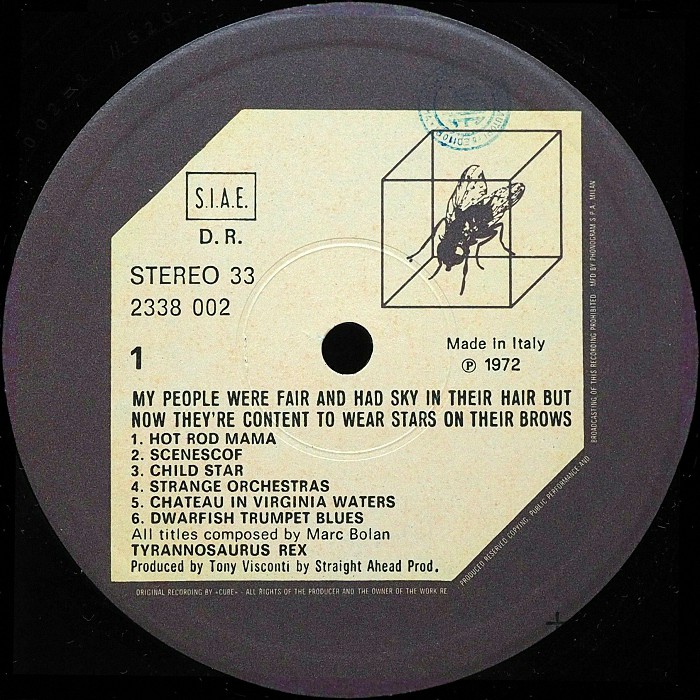 S.I.A.E.
D.R.
STEREO 33
2338 002
1
Made in Italy
℗ 1972
MY PEOPLE WERE FAIR AND HAD SKY IN THEIR HAIR BUT
NOW THEY'RE CONTENT TO WEAR STARS ON THEIR BROWS
1. HOT ROD MAMA
2. SCENESCOF
3. CHILD STAR
4. STRANGE ORCHESTRAS
5. CHATEAU IN VIRGINIA WATERS
6. DWARFISH TRUMPET BLUES
All titles composed by Marc Bolan
TYRANNOSAURUS REX
Produced by Tony Visconti by Straight Ahead Prod.
ORIGINAL RECORDING BY «CUBE» - ALL RIGHTS OF THE PRODUCER AND THE OWNER OF THE WORK RE
PRODUCED RESERVED COPYING, PUBLIC PERFORMANCE AND
BROADCASTING OF THIS RECORDING PROHIBITED - MFD BY PHONOGRAM S.P.A. MILAN